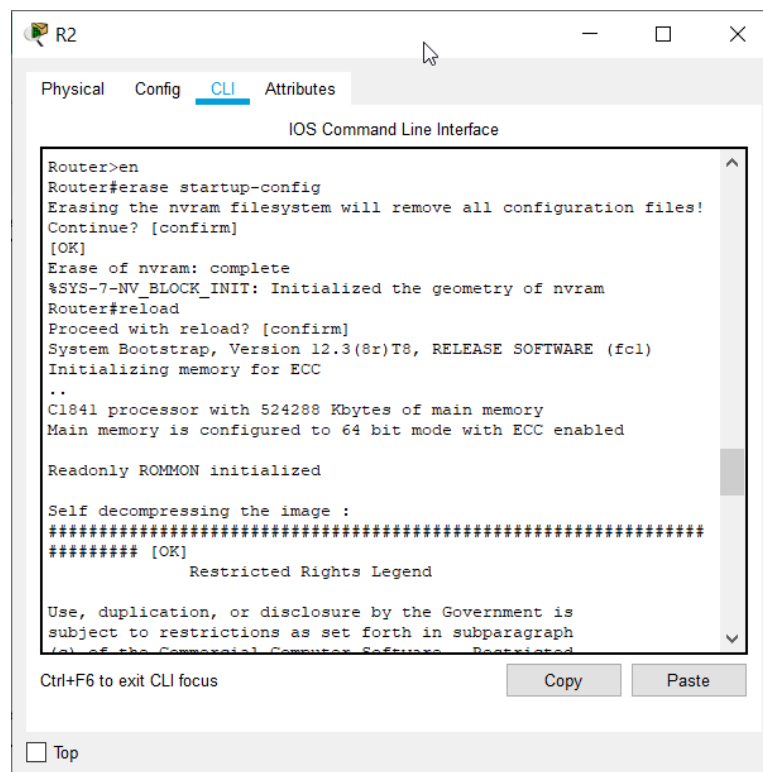 R2
Physical Config CLI Attributes
IOS Command Line Interface
Router>en
Router#erase startup-config
Erasing the nvram filesystem will remove all configuration files!
Continue? [confirm]
[OK]
Erase of nvram: complete
%SYS-7-NV_BLOCK_INIT: Initialized the geometry of nvram
Router#reload
Proceed with reload? [confirm]
System Bootstrap, Version 12.3(8r)T8, RELEASE SOFTWARE (fc1)
Initializing memory for ECC
..
C1841 processor with 524288 Kbytes of main memory
Main memory is configured to 64 bit mode with ECC enabled
Readonly ROMMON initialized
Self decompressing the image :
#################################################################
######### [OK]
Restricted Rights Legend
Use, duplication, or disclosure by the Government is
subject to restrictions as set forth in subparagraph
(c) of the Commercial Computer Software - Restricted
Ctrl+F6 to exit CLI focus
Copy
Paste
Top